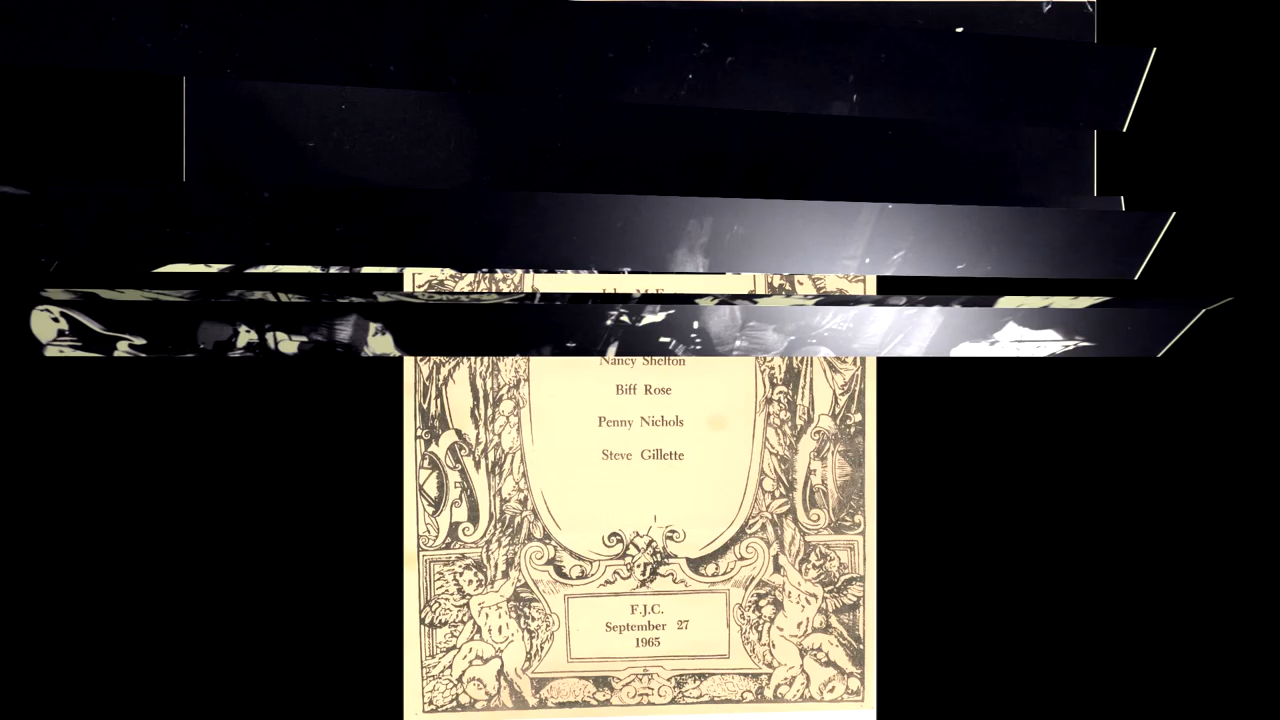 Nancy Shelton
Biff Rose
Penny Nichols
Steve Gillette
F.J.C.
September 27
1965